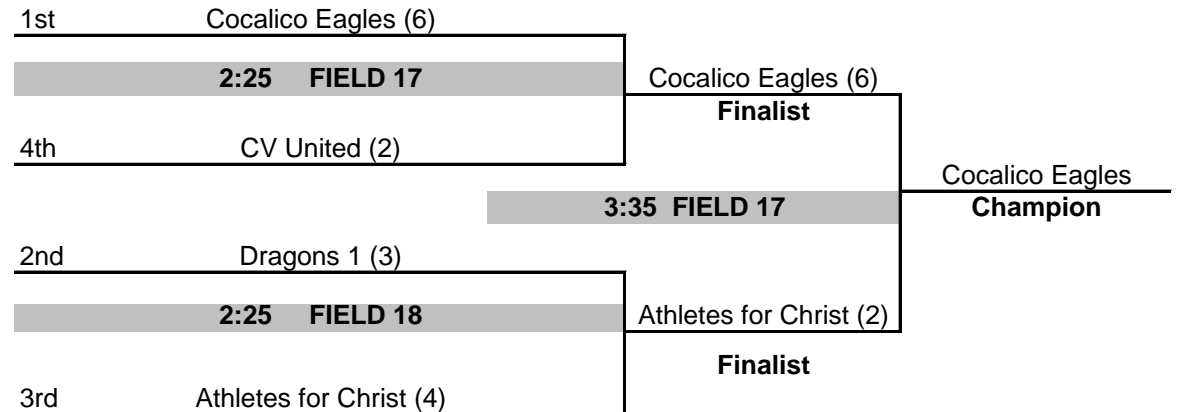 1st Cocalico Eagles (6)
2:25 FIELD 17
Cocalico Eagles (6)
Finalist
4th CV United (2)
Cocalico Eagles
3:35 FIELD 17
Champion
2nd Dragons 1 (3)
2:25 FIELD 18
Athletes for Christ (2)
Finalist
3rd Athletes for Christ (4)